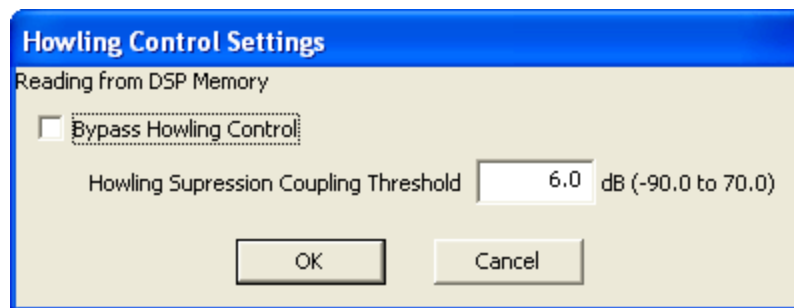 Howling Control Settings
Reading from DSP Memory
Bypass Howling Control
Howling Supression Coupling Threshold 6.0 dB (-90.0 to 70.0)
OK Cancel